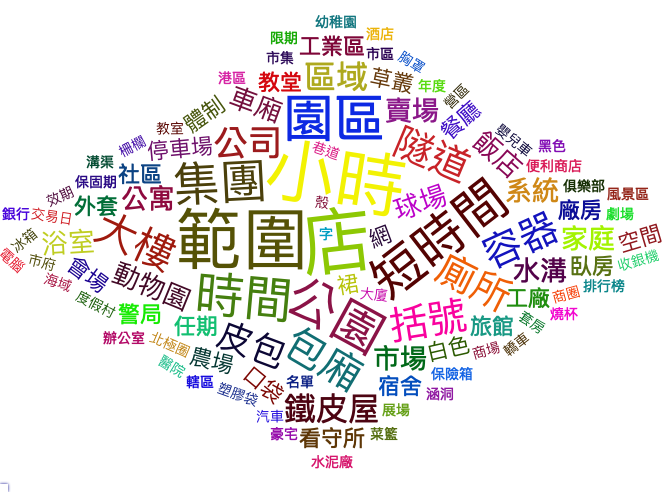 幼稚園
限期
酒店
工業區
市集
市區
胸罩
港區
教堂
區域
草叢
年度
車廂
園區
賣場
營區
餐廳
體制
教室
公司
巷道
隧道
飯店
嬰兒車
黑色
柵欄
停車場
小時
便利商店
溝渠
保固期
社區
集團
殼
球場
系統
俱樂部
風景區
效期
外套
公寓
範圍
店
字
網
短時間
容器
廠房
劇場
銀行
交易日
大樓
家庭
空間
冰箱
浴室
電腦
市府
會場
動物園
時間
公園
裙
大廈
廁所
水溝
臥房
收銀機
排行榜
海域
度假村
警局
任期
括號
工廠
商圈
燒杯
套房
辦公室
北極圈
皮包
包廂
市場
白色
旅館
商場
轎車
醫院
農場
轄區
塑膠袋
口袋
名單
宿舍
保險箱
涵洞
汽車
鐵皮屋
展場
豪宅
看守所
菜籃
水泥廠